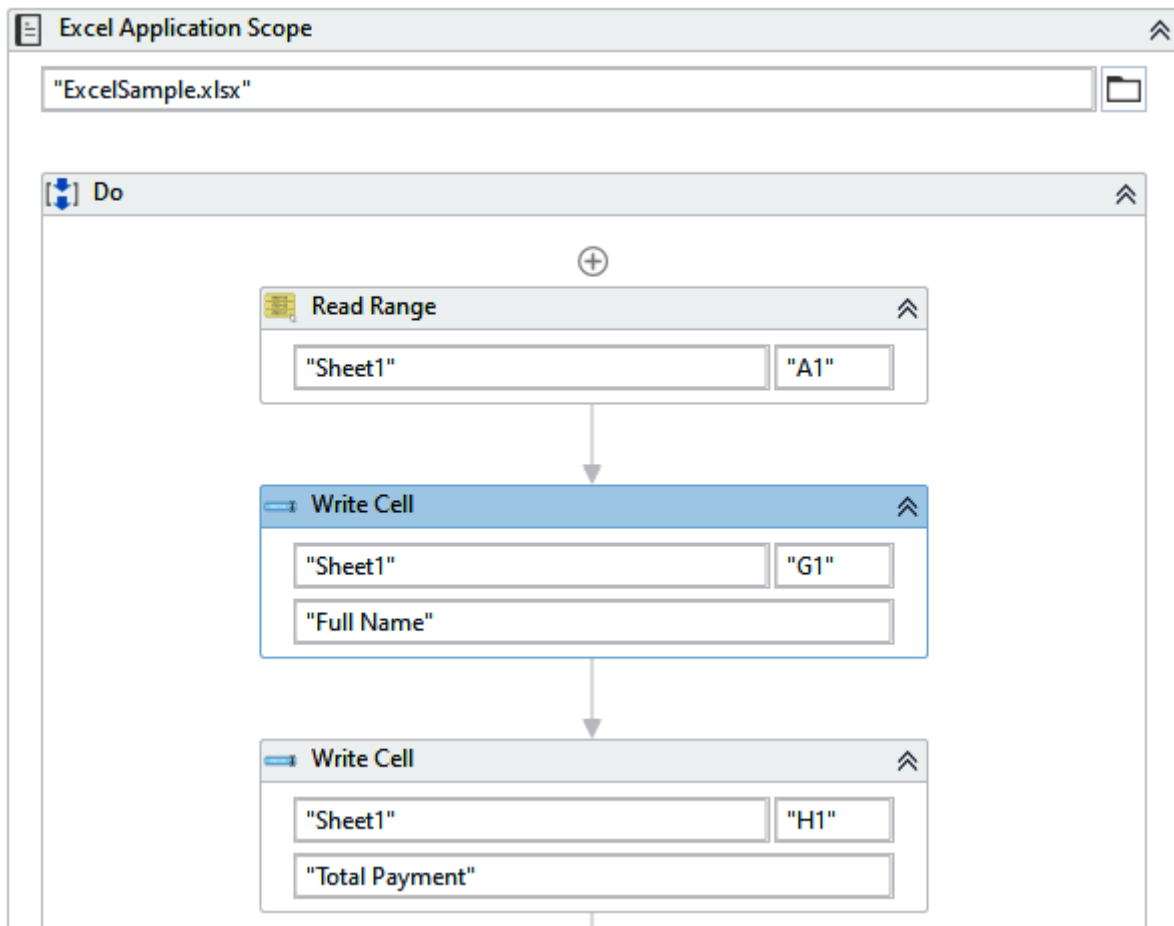 Excel Application Scope
"ExcelSample.xlsx"
Do
Read Range
"Sheet1" "A1"
Write Cell
"Sheet1" "G1"
"Full Name"
Write Cell
"Sheet1" "H1"
"Total Payment"